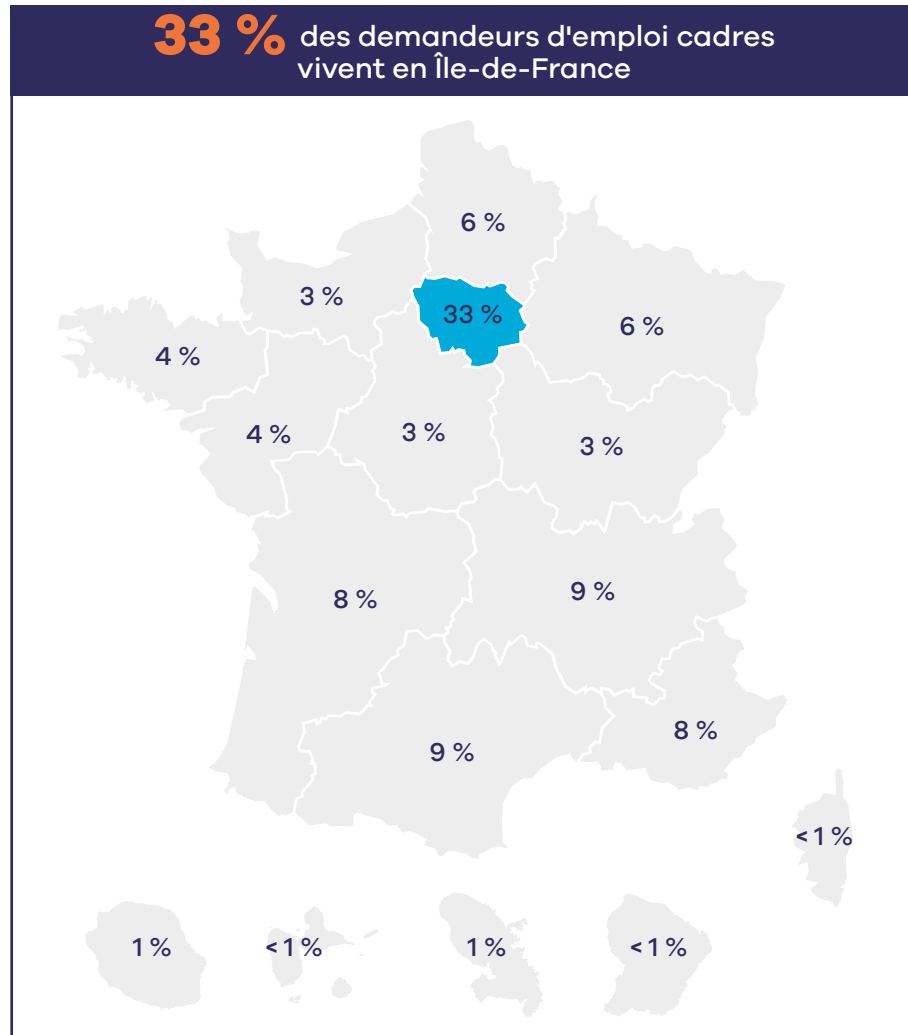 33 % des demandeurs d'emploi cadres
vivent en Île-de-France
6 %
3 %
33 %
6 %
4 %
4 %
3 %
3 %
8 %
9 %
9 %
8 %
< 1 %
1 %
< 1 %
1 %
< 1 %